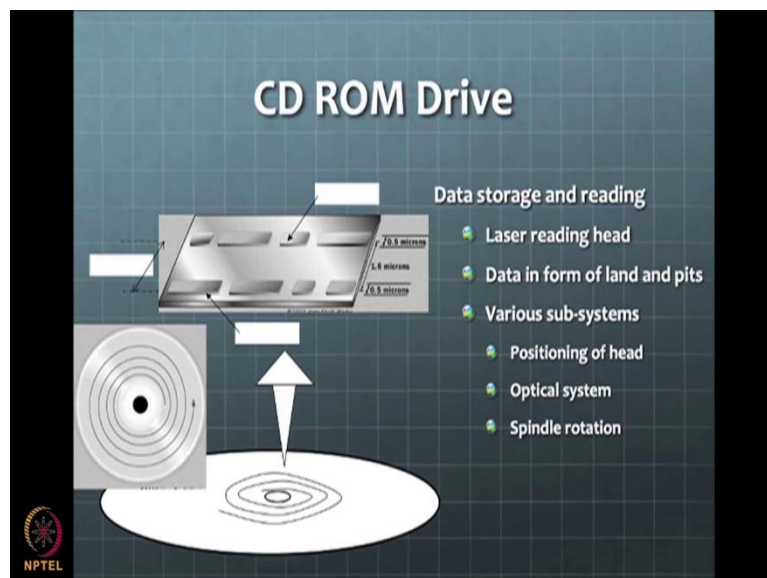 CD ROM Drive
Data storage and reading
Laser reading head
Data in form of land and pits
Various sub-systems
Positioning of head
Optical system
Spindle rotation
0.5 microns
1.6 microns
0.5 microns
NPTEL